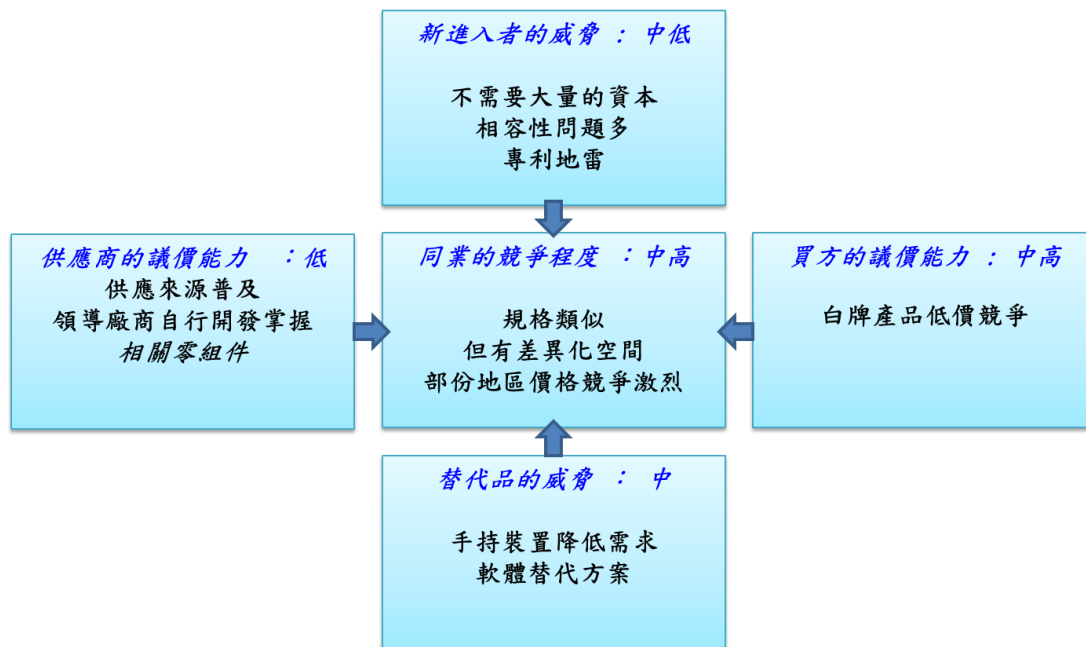 新進入者的威脅 : 中低
不需要大量的資本
相容性問題多
專利地雷
供應商的議價能力 :低
供應來源普及
領導廠商自行開發掌握
相關零組件
同業的競爭程度 :中高
規格類似
但有差異化空間
部份地區價格競爭激烈
買方的議價能力 : 中高
白牌產品低價競爭
替代品的威脅 : 中
手持裝置降低需求
軟體替代方案